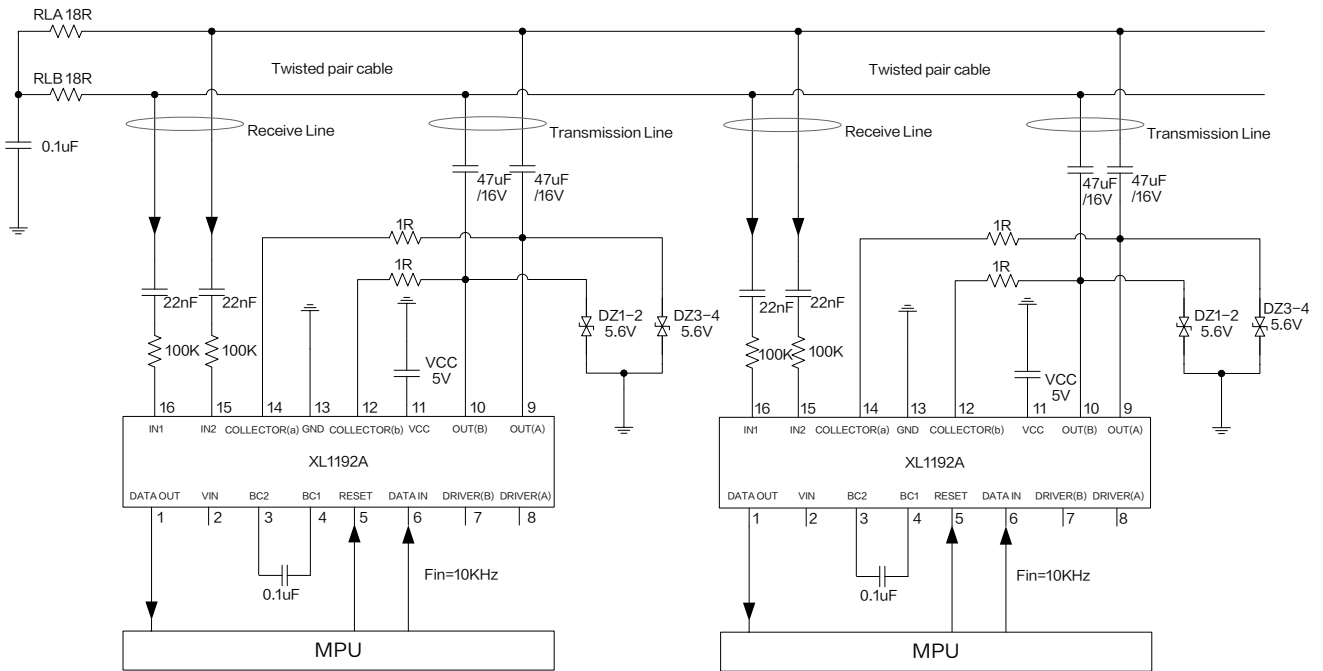 RLA 18R
Twisted pair cable
Twisted pair cable
RLB 18R
Receive Line
Transmission Line
Receive Line
Transmission Line
0.1uF
47uF
/16V
47uF
/16V
47uF
/16V
47uF
/16V
1R
1R
1R
1R
22nF
22nF
DZ1-2
5.6V
DZ3-4
5.6V
22nF
22nF
DZ1-2
5.6V
DZ3-4
5.6V
100K
100K
VCC
5V
100K
100K
VCC
5V
16 15 14 13 12 11 10 9
IN1 IN2 COLLECTOR(a) GND COLLECTOR(b) VCC OUT(B) OUT(A)
XL1192A
DATA OUT VIN BC2 BC1 RESET DATA IN DRIVER(B) DRIVER(A)
1 2 3 4 5 6 7 8
0.1uF
Fin=10KHz
MPU
16 15 14 13 12 11 10 9
IN1 IN2 COLLECTOR(a) GND COLLECTOR(b) VCC OUT(B) OUT(A)
XL1192A
DATA OUT VIN BC2 BC1 RESET DATA IN DRIVER(B) DRIVER(A)
1 2 3 4 5 6 7 8
0.1uF
Fin=10KHz
MPU